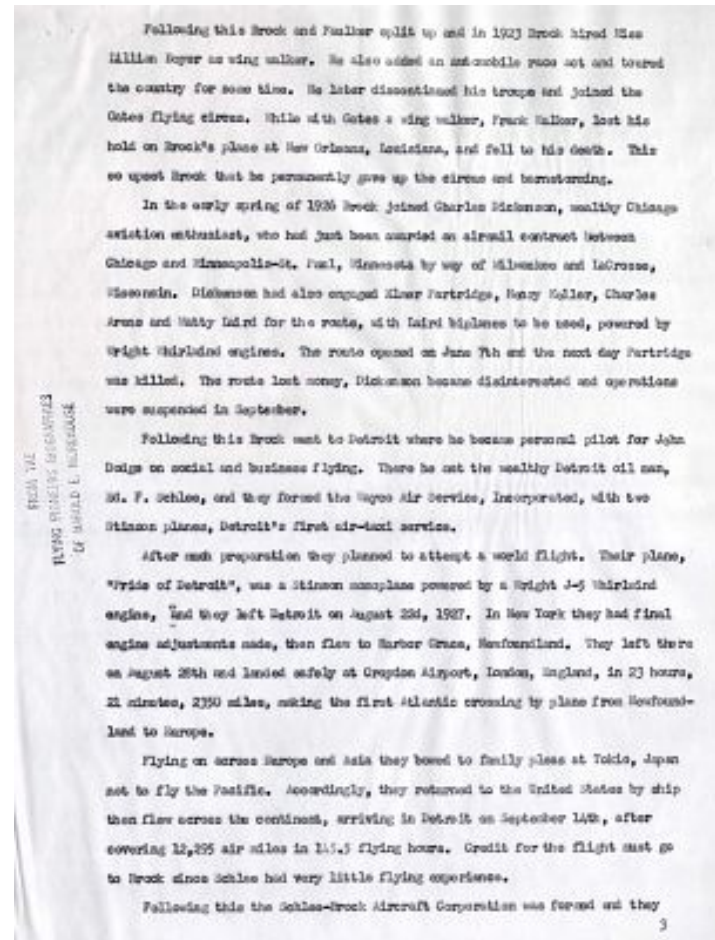 Following this Brock and Faulker split up and in 1923 Brock hired Miss
Lillian Boyer as wing walker. He also added an automobile race act and toured
the country for some time. He later discontinued his troupe and joined the
Gates flying circus. While with Gates a wing walker, Frank Walker, lost his
hold on Brock's plane at New Orleans, Louisiana, and fell to his death. This
so upset Brock that he permanently gave up the circus and barnstorming.
In the early spring of 1926 Brock joined Charles Dickenson, wealthy Chicago
aviation enthusiast, who had just been awarded an airmail contract between
Chicago and Minneapolis-St. Paul, Minnesota by way of Milwaukee and LaCrosse,
Wisconsin. Dickenson had also engaged Elmer Partridge, Henry Keller, Charles
Arens and Matty Laird for the route, with Laird biplanes to be used, powered by
Wright Whirlwind engines. The route opened on June 7th and the next day Partridge
was killed. The route lost money, Dickenson became disinterested and operations
were suspended in September.
Following this Brock went to Detroit where he became personal pilot for John
Dodge on social and business flying. There he met the wealthy Detroit oil man,
Ed. F. Schlee, and they formed the Wayco Air Service, Incorporated, with two
Stinson planes, Detroit's first air-taxi service.
After much preparation they planned to attempt a world flight. Their plane,
"Pride of Detroit", was a Stinson monoplane powered by a Wright J-5 Whirlwind
engine, and they left Detroit on August 23d, 1927. In New York they had final
engine adjustments made, then flew to Harbor Grace, Newfoundland. They left there
on August 28th and landed safely at Croydon Airport, London, England, in 23 hours,
21 minutes, 2350 miles, making the first Atlantic crossing by plane from Newfound-
land to Europe.
Flying on across Europe and Asia they bowed to family pleas at Tokio, Japan
not to fly the Pacific. Accordingly, they returned to the United States by ship
then flew across the continent, arriving in Detroit on September 14th, after
covering 12,295 air miles in 145.5 flying hours. Credit for the flight must go
to Brock since Schlee had very little flying experience.
Following this the Schlee-Brock Aircraft Corporation was formed and they
3
FROM THE
FLYING PIONEERS BIOGRAPHIES
OF HAROLD E. MOREHOUSE